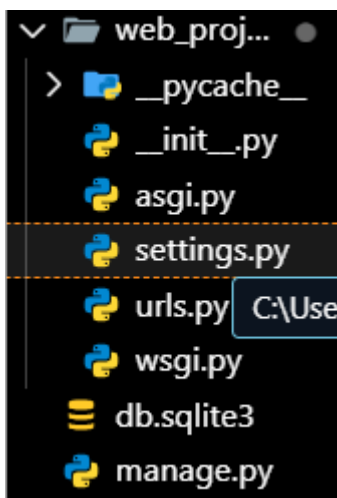 web_proj...
__pycache__
__init__.py
asgi.py
settings.py
urls.py C:\Use
wsgi.py
db.sqlite3
manage.py